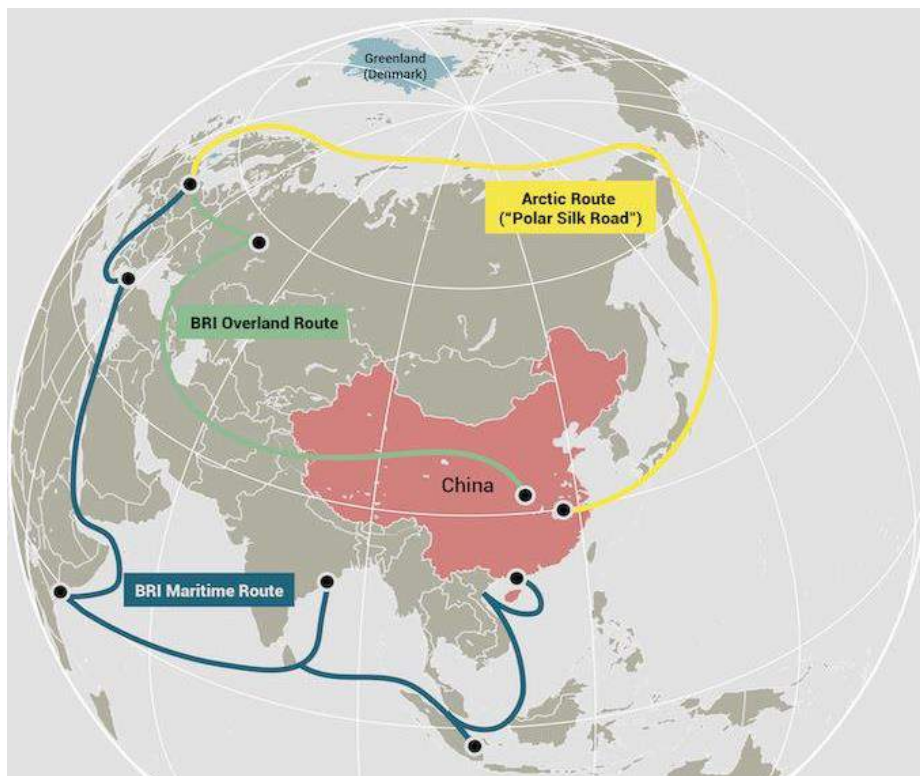 Greenland
(Denmark)
Arctic Route
(“Polar Silk Road”)
BRI Overland Route
China
BRI Maritime Route